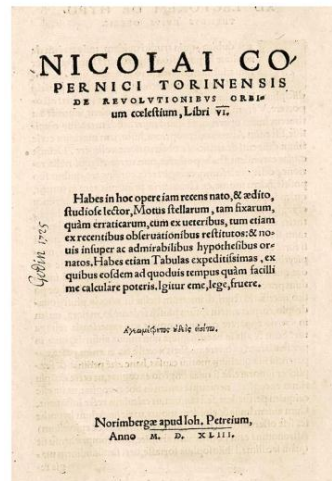 NICOLAI CO
PERNICI TORINENSIS
DE REVOLVTIONIBVS ORBI-
um cœlestium, Libri VI.
Habes in hoc opere iam recens nato, & ædito,
studiose lector, Motus stellarum, tam fixarum,
quàm erraticarum, cum ex ueteribus, tum etiam
ex recentibus obseruationibus restitutos: & no-
uis insuper ac admirabilibus hypothesibus or-
natos. Habes etiam Tabulas expeditissimas, ex
quibus eosdem ad quoduis tempus quàm facilli
me calculare poteris. Igitur eme, lege, fruere.
Ἀγεωμέτρητος οὐδεὶς εἰσίτω.
Norimbergæ apud Ioh. Petreium,
Anno M. D. XLIII.
Godin 1725